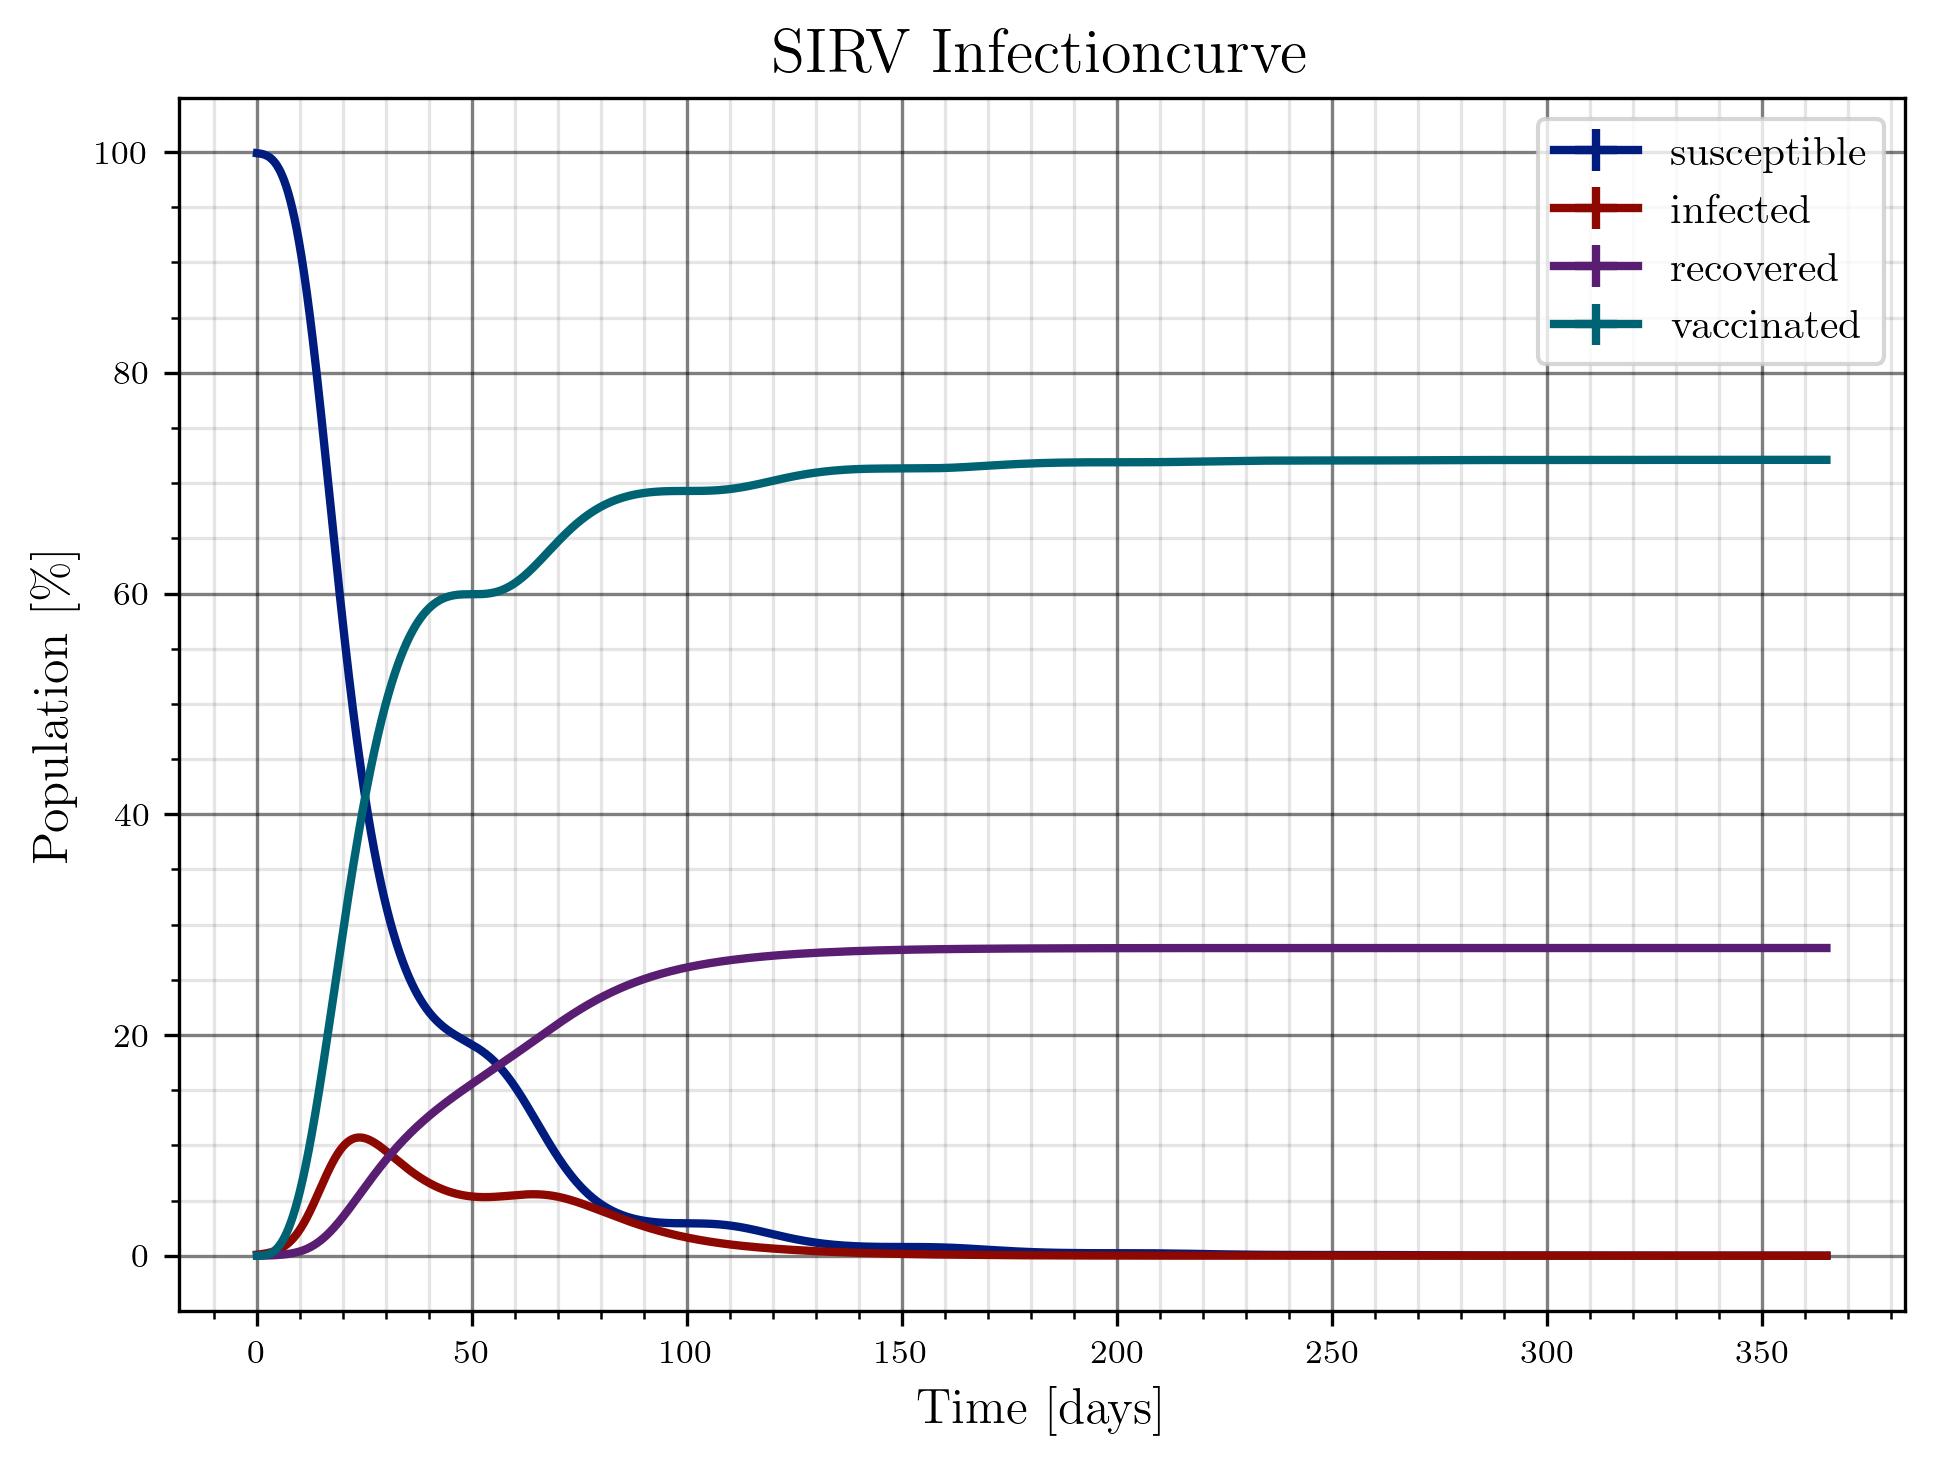 SIRV Infectioncurve
susceptible
infected
recovered
vaccinated
Population [%]
100
80
60
40
20
0
0 50 100 150 200 250 300 350
Time [days]